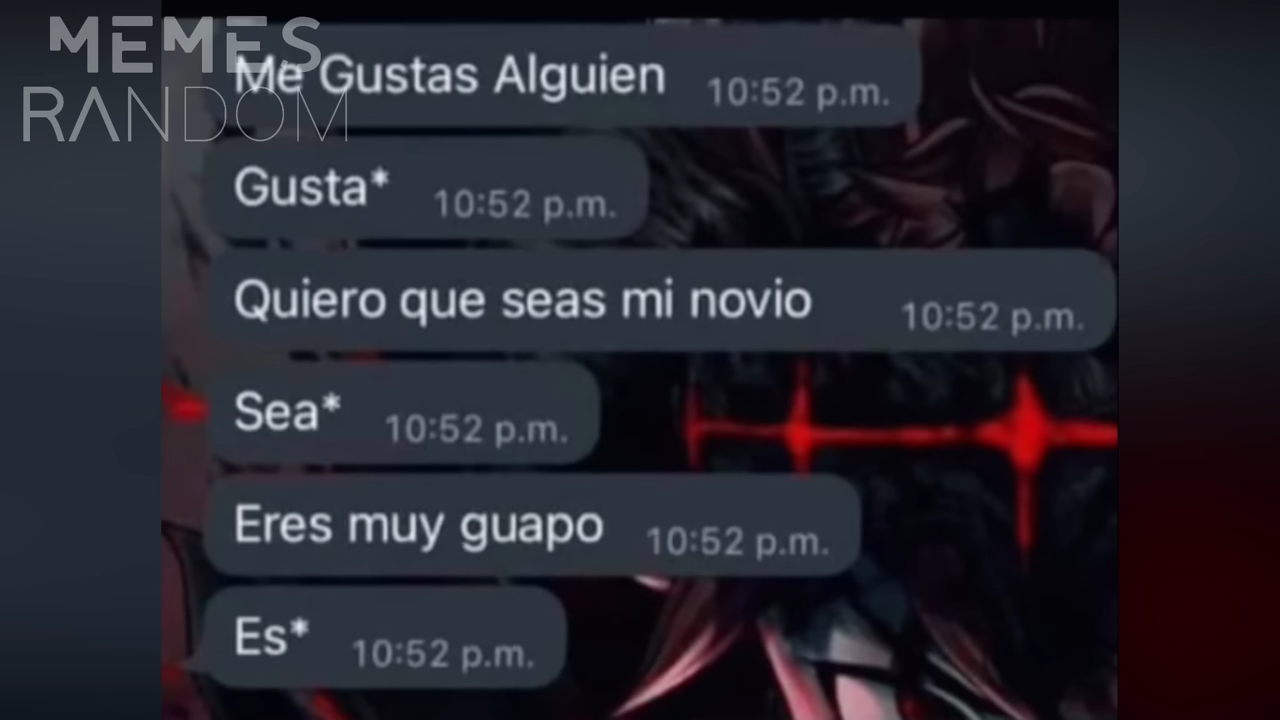 MEMES
RANDOM
Me Gustas Alguien 10:52 p.m.
Gusta* 10:52 p.m.
Quiero que seas mi novio 10:52 p.m.
Sea* 10:52 p.m.
Eres muy guapo 10:52 p.m.
Es* 10:52 p.m.